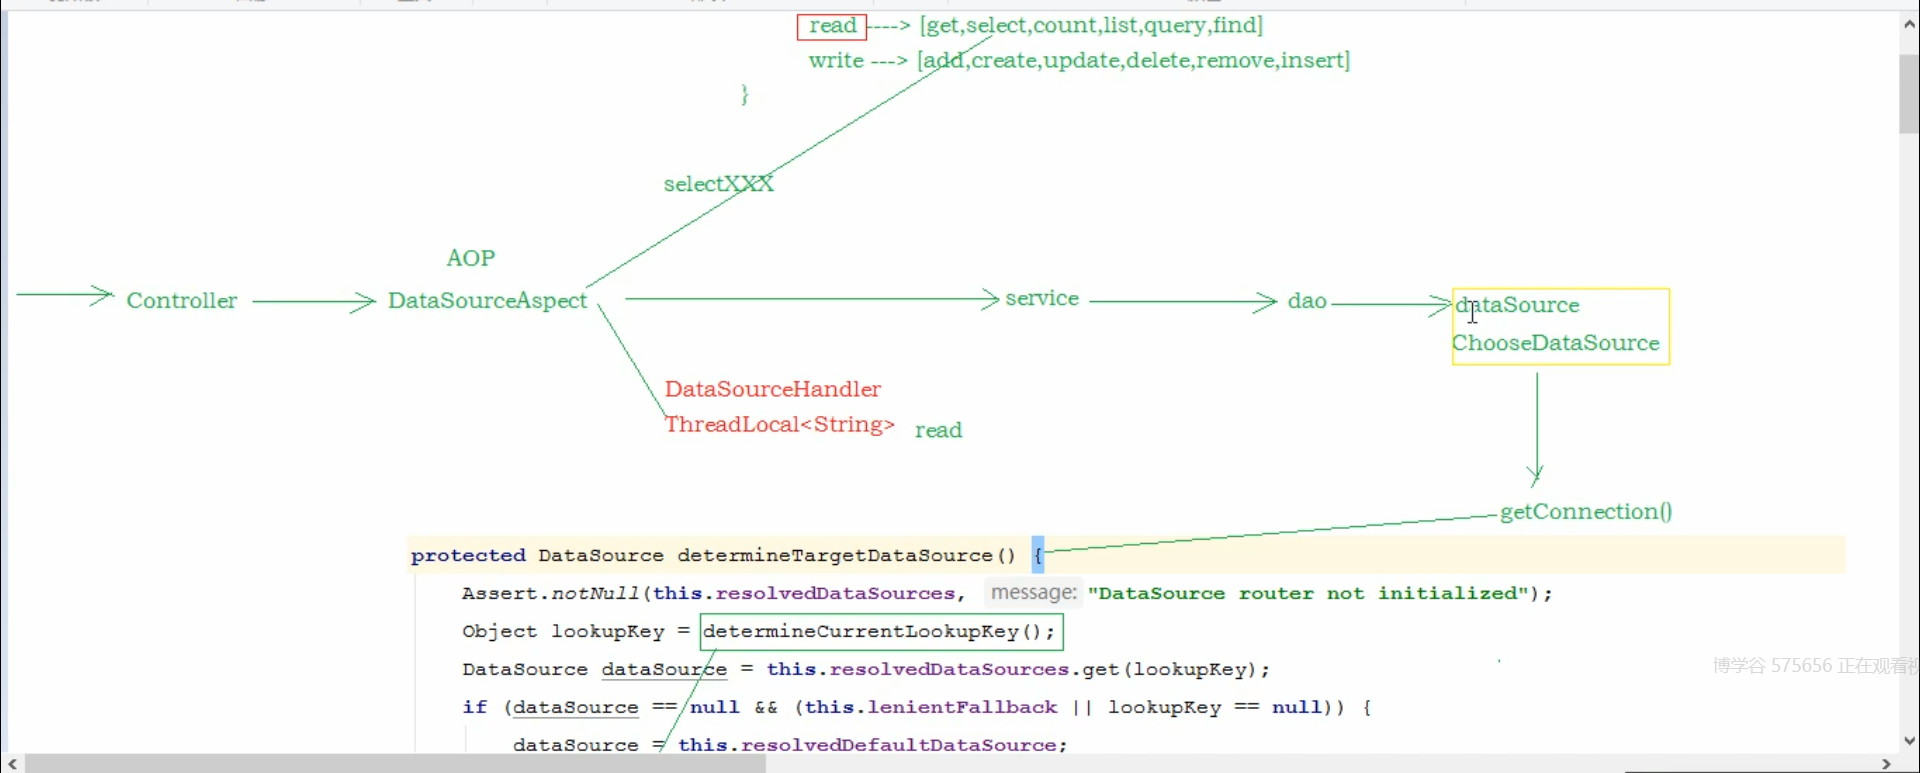 read ----> [get,select,count,list,query,find]
write ---> [add,create,update,delete,remove,insert]
}
selectXXX
AOP
Controller
DataSourceAspect
service
dao
dataSource
ChooseDataSource
DataSourceHandler
ThreadLocal<String>
read
getConnection()
protected DataSource determineTargetDataSource() {
Assert.notNull(this.resolvedDataSources, message: "DataSource router not initialized");
Object lookupKey = determineCurrentLookupKey();
DataSource dataSource = this.resolvedDataSources.get(lookupKey);
if (dataSource == null && (this.lenientFallback || lookupKey == null)) {
dataSource = this.resolvedDefaultDataSource;
博学谷 575656 正在观看